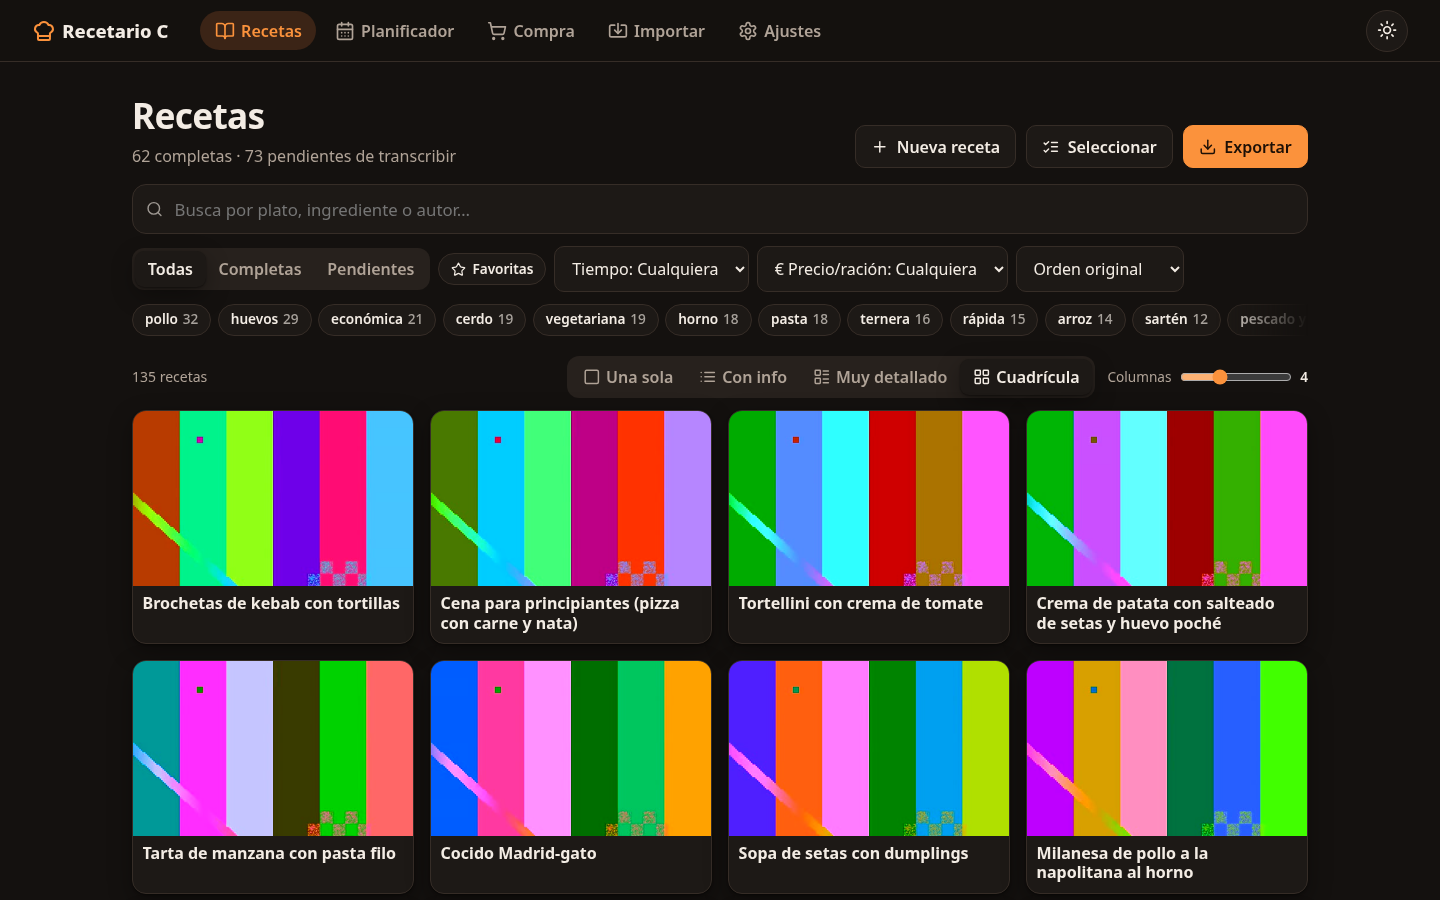 Recetario C
Recetas
Planificador
Compra
Importar
Ajustes
Recetas
62 completas · 73 pendientes de transcribir
Nueva receta
Seleccionar
Exportar
Busca por plato, ingrediente o autor...
Todas
Completas
Pendientes
Favoritas
Tiempo: Cualquiera
€ Precio/ración: Cualquiera
Orden original
pollo 32
huevos 29
económica 21
cerdo 19
vegetariana 19
horno 18
pasta 18
ternera 16
rápida 15
arroz 14
sartén 12
pescado y
135 recetas
Una sola
Con info
Muy detallado
Cuadrícula
Columnas
4
Brochetas de kebab con tortillas
Cena para principiantes (pizza
con carne y nata)
Tortellini con crema de tomate
Crema de patata con salteado
de setas y huevo poché
Tarta de manzana con pasta filo
Cocido Madrid-gato
Sopa de setas con dumplings
Milanesa de pollo a la
napolitana al horno